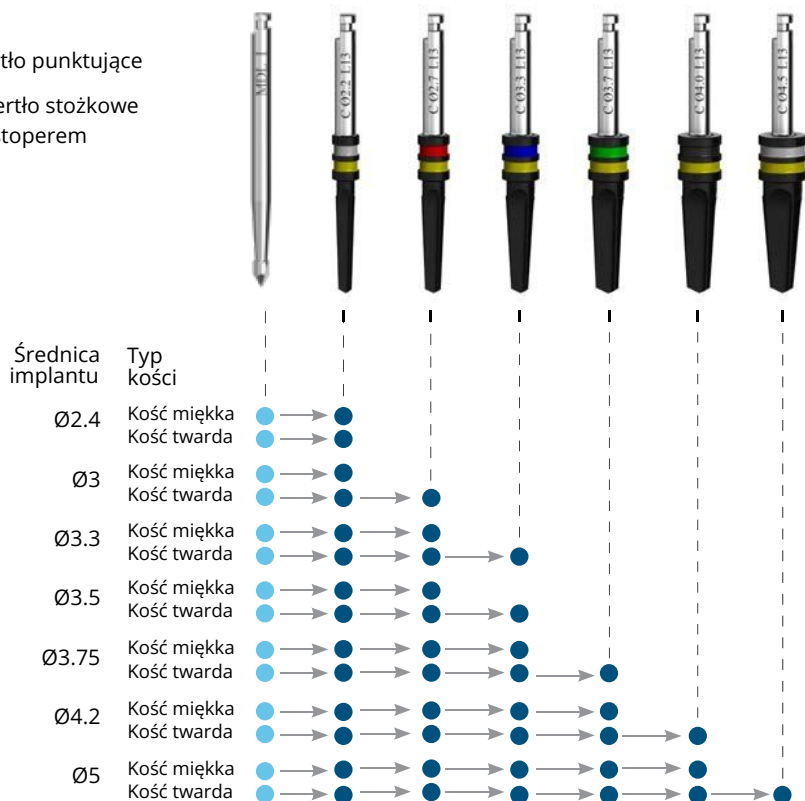 tło punktujące
ertło stożkowe
stoperem
MDL 1
C Ø2.2 L13
C Ø2.7 L13
C Ø3.3 L13
C Ø3.7 L13
C Ø4.0 L13
C Ø4.5 L13
Średnica
implantu
Typ
kości
Ø2.4
Kość miękka
Kość twarda
Ø3
Kość miękka
Kość twarda
Ø3.3
Kość miękka
Kość twarda
Ø3.5
Kość miękka
Kość twarda
Ø3.75
Kość miękka
Kość twarda
Ø4.2
Kość miękka
Kość twarda
Ø5
Kość miękka
Kość twarda